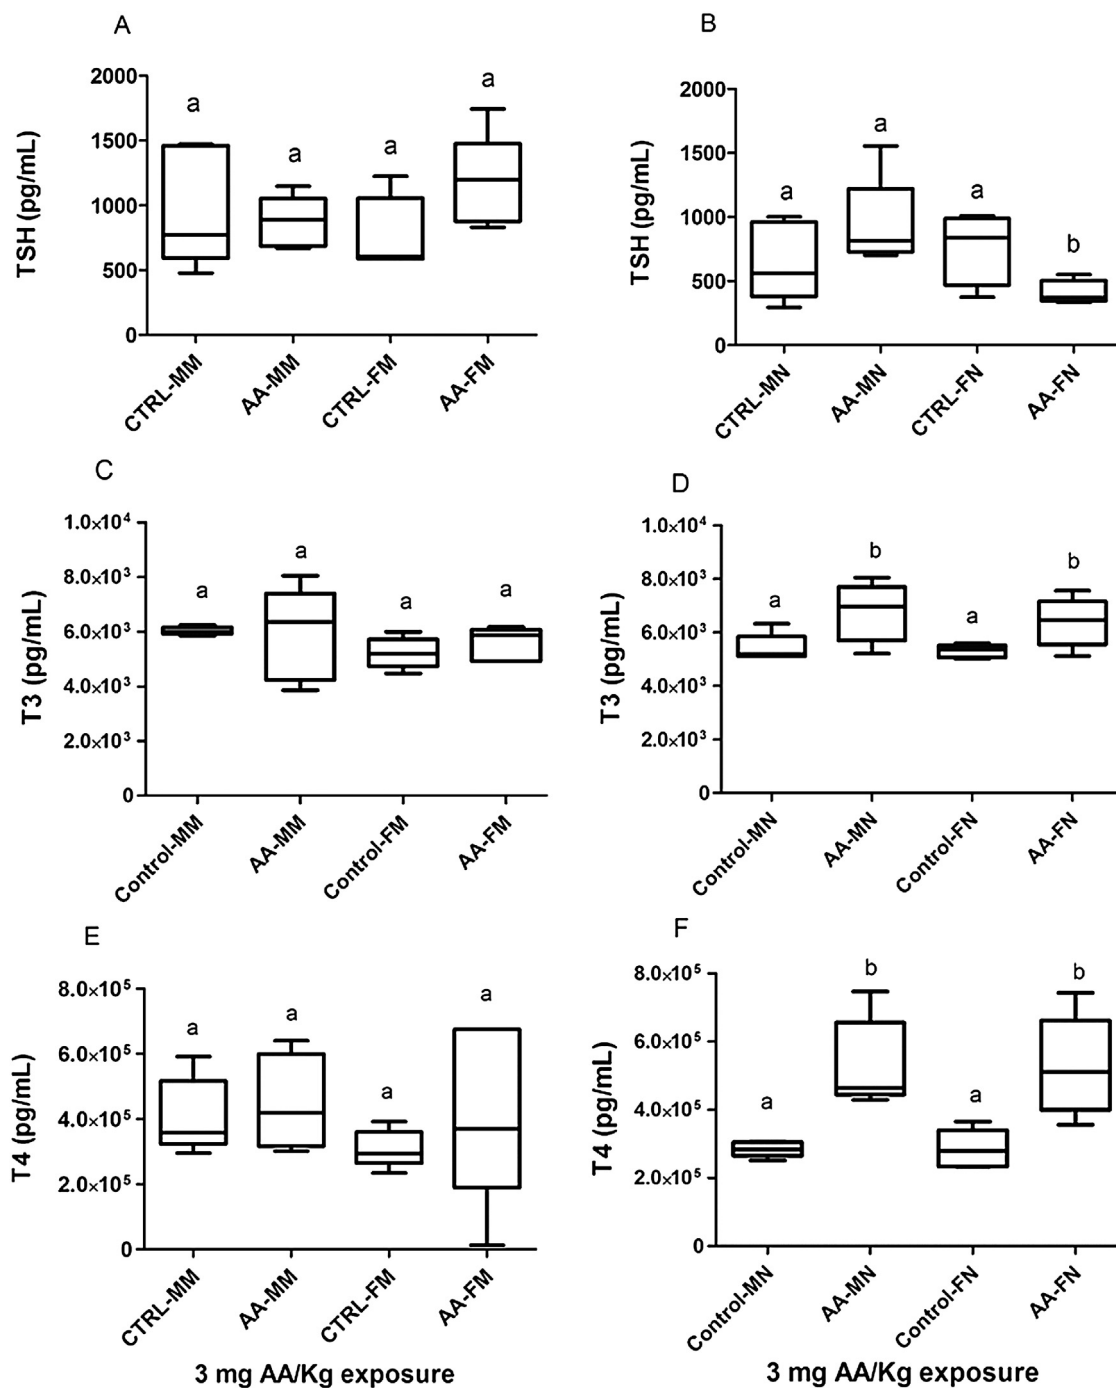 A
TSH (pg/mL)
2000
1500
1000
500
0
a
a
a
a
CTRL-MM
AA-MM
CTRL-FM
AA-FM
B
TSH (pg/mL)
2000
1500
1000
500
0
a
a
a
b
CTRL-MN
AA-MN
CTRL-FN
AA-FN
C
T3 (pg/mL)
1.0×10⁴
8.0×10³
6.0×10³
4.0×10³
2.0×10³
0
a
a
a
a
Control-MM
AA-MM
Control-FM
AA-FM
D
T3 (pg/mL)
1.0×10⁴
8.0×10³
6.0×10³
4.0×10³
2.0×10³
0
a
b
a
b
Control-MN
AA-MN
Control-FN
AA-FN
E
T4 (pg/mL)
8.0×10⁵
6.0×10⁵
4.0×10⁵
2.0×10⁵
0
a
a
a
a
CTRL-MM
AA-MM
CTRL-FM
AA-FM
3 mg AA/Kg exposure
F
T4 (pg/mL)
8.0×10⁵
6.0×10⁵
4.0×10⁵
2.0×10⁵
0
a
b
a
b
Control-MN
AA-MN
Control-FN
AA-FN
3 mg AA/Kg exposure